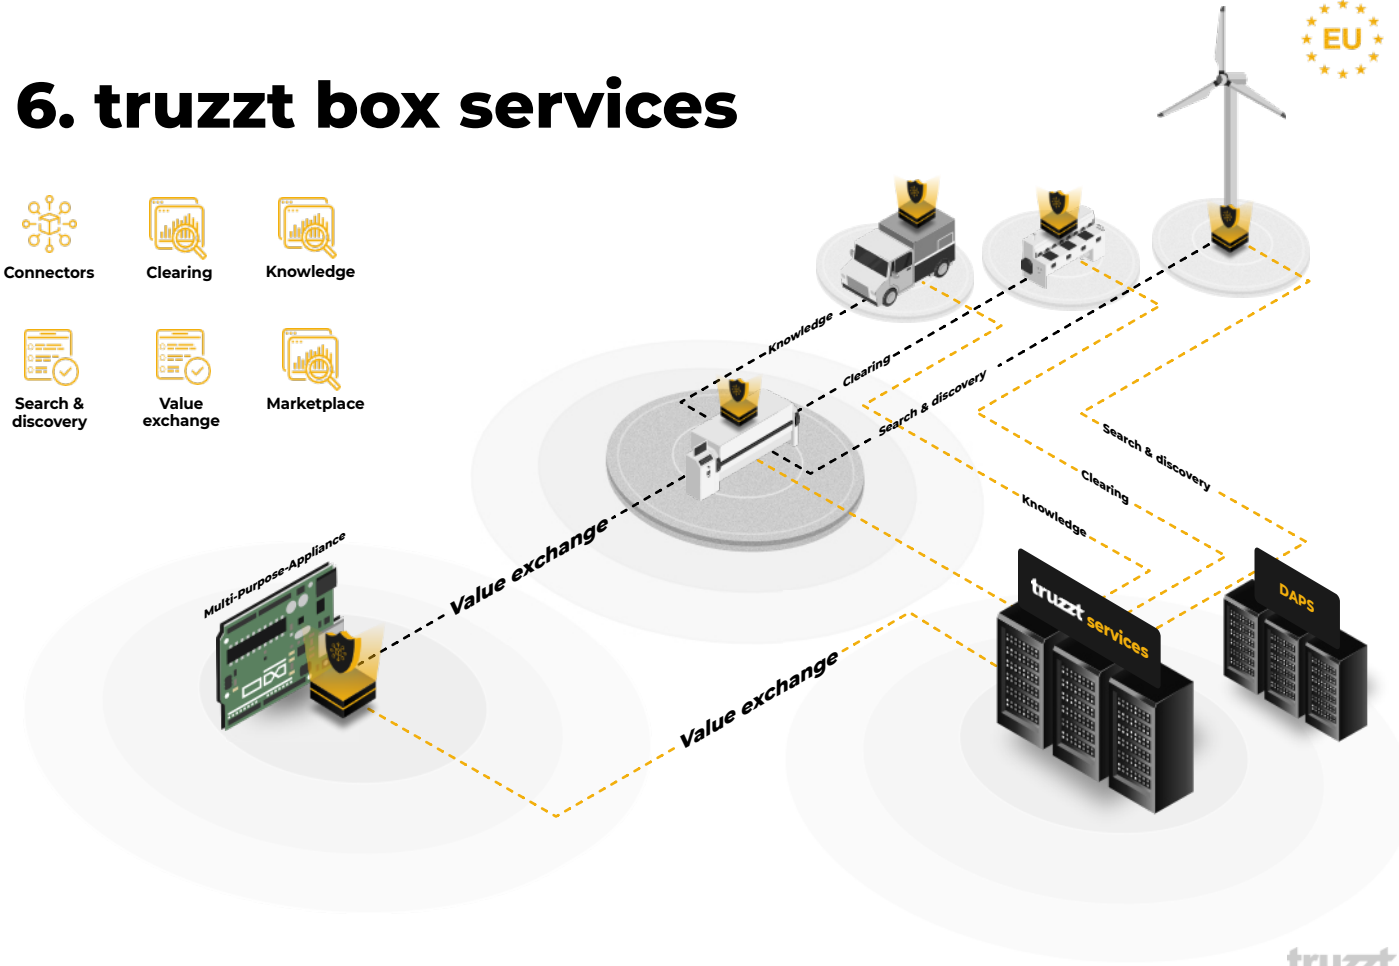 EU
6. truzzt box services
Connectors
Clearing
Knowledge
Search &
discovery
Value
exchange
Marketplace
Knowledge
Clearing
Search & discovery
Search & discovery
Clearing
Knowledge
Value exchange
Multi-Purpose-Appliance
truzzt services
DAPS
Value exchange
truzzt